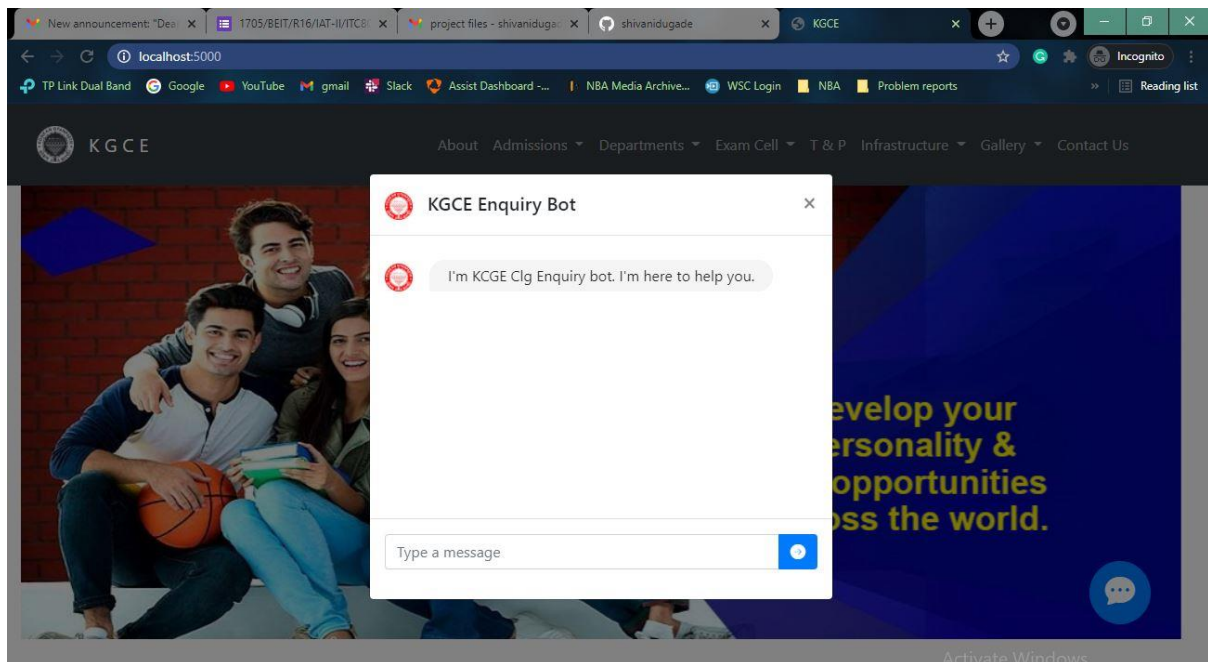 New announcement: "Dea
1705/BEIT/R16/IAT-II/ITC8
project files - shivanidugad
shivanidugade
KGCE
localhost:5000
Incognito
TP Link Dual Band
Google
YouTube
gmail
Slack
Assist Dashboard -...
NBA Media Archive...
WSC Login
NBA
Problem reports
»
Reading list
K G C E
About
Admissions
Departments
Exam Cell
T & P
Infrastructure
Gallery
Contact Us
KGCE Enquiry Bot
I'm KCGE Clg Enquiry bot. I'm here to help you.
evelop your
ersonality &
opportunities
oss the world.
Type a message
Activate Windows